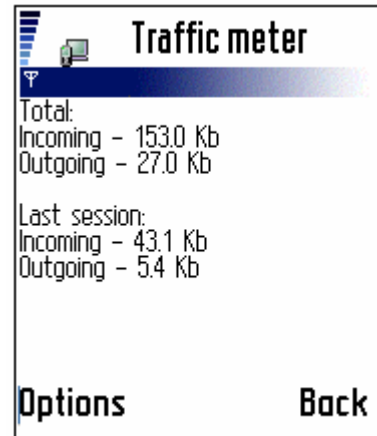 Traffic meter
Total:
Incoming - 153.0 Kb
Outgoing - 27.0 Kb
Last session:
Incoming - 43.1 Kb
Outgoing - 5.4 Kb
Options Back